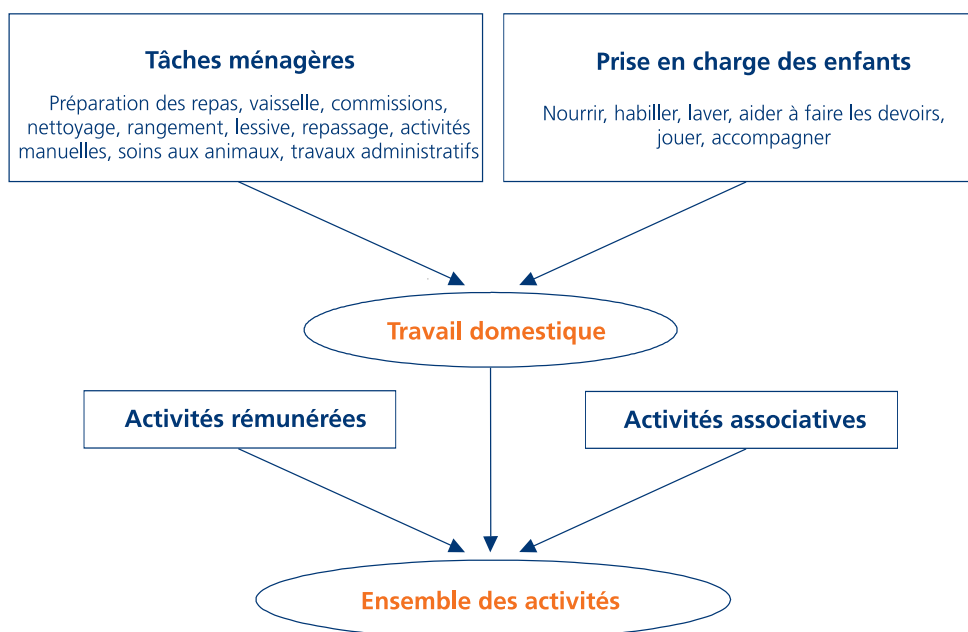 Tâches ménagères
Préparation des repas, vaisselle, commissions,
nettoyage, rangement, lessive, repassage, activités
manuelles, soins aux animaux, travaux administratifs
Prise en charge des enfants
Nourrir, habiller, laver, aider à faire les devoirs,
jouer, accompagner
Travail domestique
Activités rémunérées
Activités associatives
Ensemble des activités